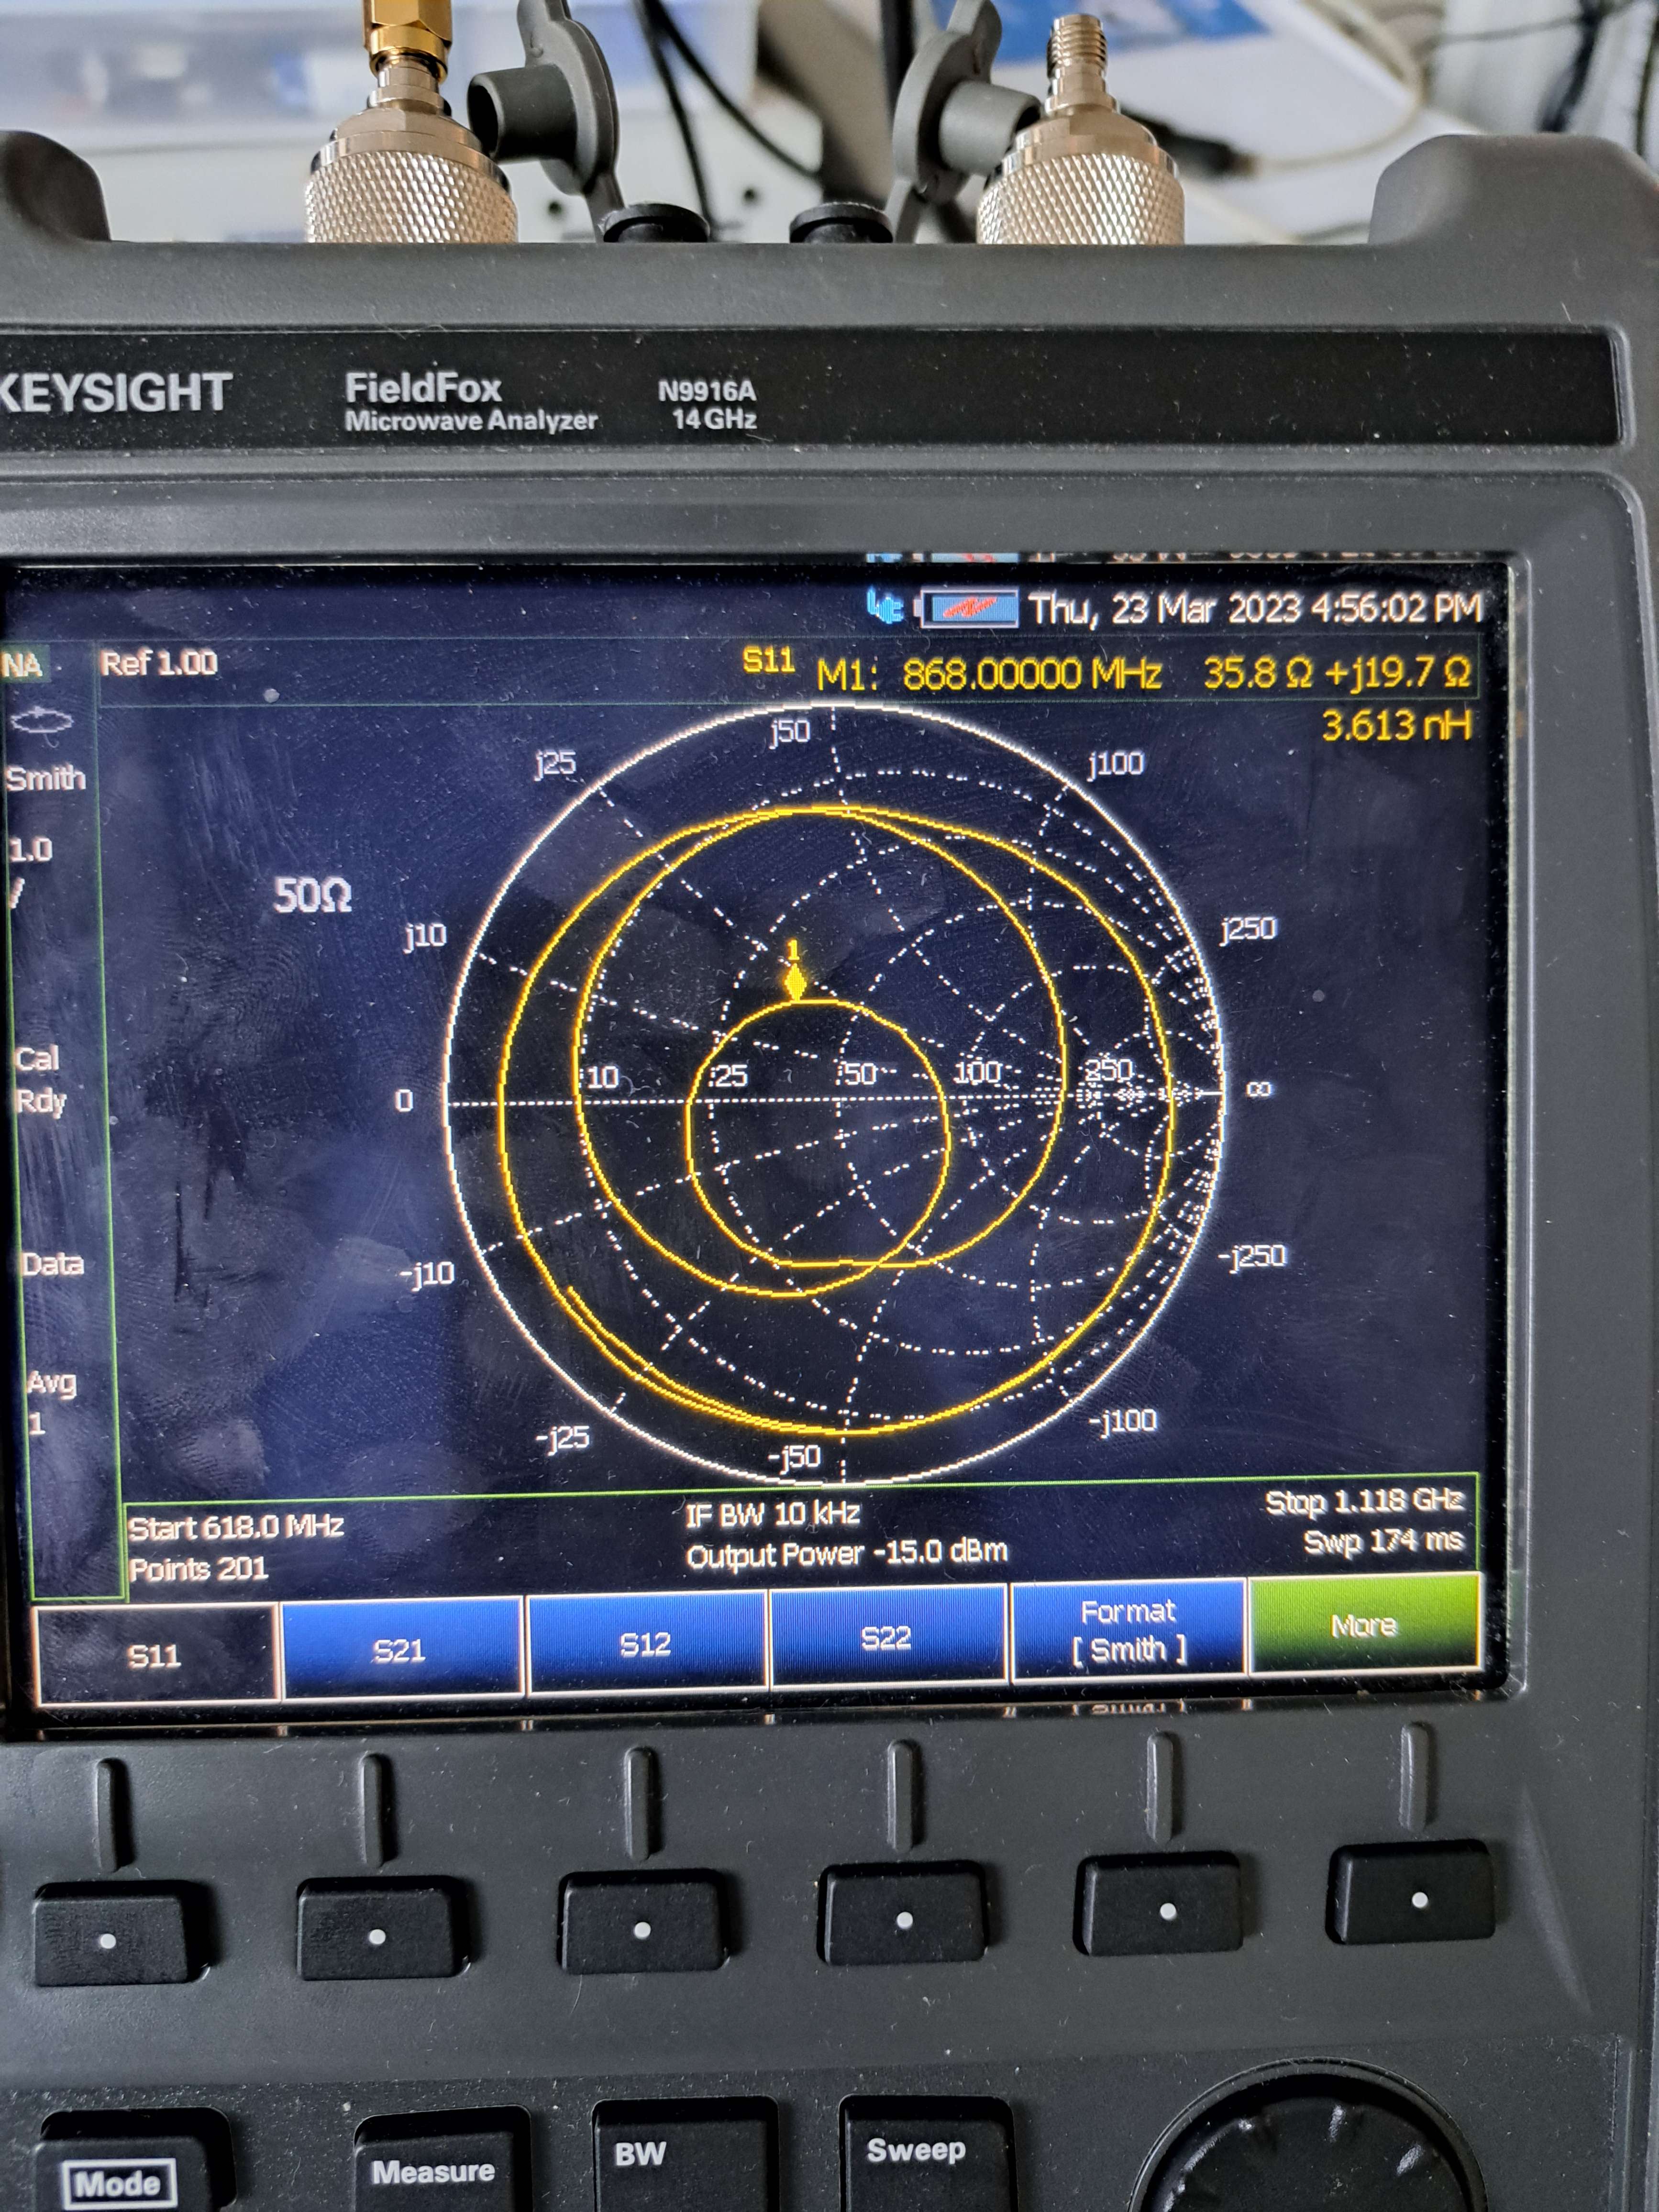 KEYSIGHT
FieldFox
Microwave Analyzer
N9916A
14 GHz
Thu, 23 Mar 2023 4:56:02 PM
NA
Ref 1.00
S11
M1: 868.00000 MHz 35.8 Ω +j19.7 Ω
3.613 nH
Smith
1.0
/
50Ω
Cal
Rdy
Data
Avg
1
j50
j25
j100
j10
j250
0
10
25
50
100
250
∞
-j10
-j250
-j25
-j100
-j50
Start 618.0 MHz
Points 201
IF BW 10 kHz
Output Power -15.0 dBm
Stop 1.118 GHz
Swp 174 ms
S11
S21
S12
S22
Format
[ Smith ]
More
Mode
Measure
BW
Sweep